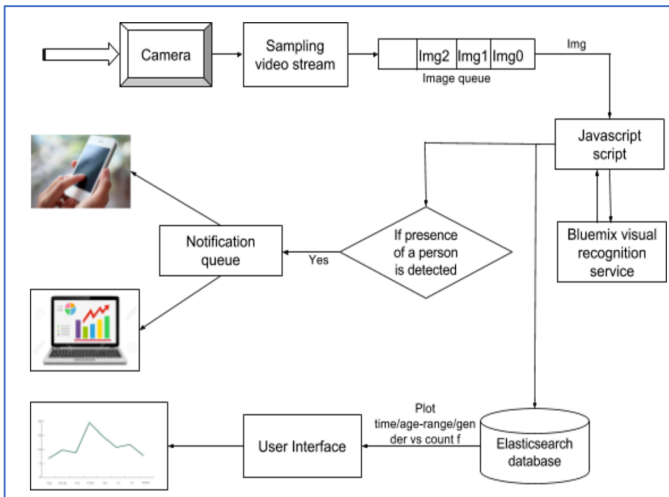 Camera
Sampling
video stream
Img2 Img1 Img0
Image queue
Img
Javascript
script
Bluemix visual
recognition
service
If presence
of a person
is detected
Yes
Notification
queue
Plot
time/age-range/gen
der vs count f
Elasticsearch
database
User Interface